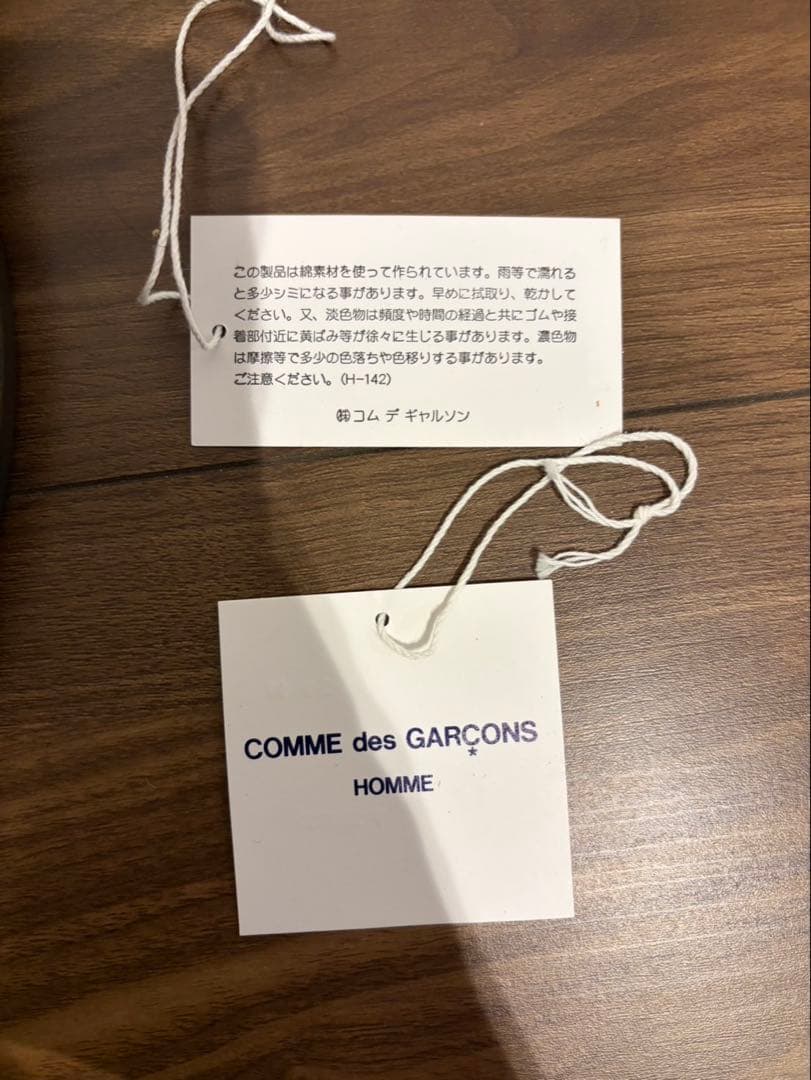 この製品は綿素材を使って作られています。雨等で濡れる
と多少シミになる事があります。早めに拭取り、乾かして
ください。又、淡色物は頻度や時間の経過と共にゴムや接
着部付近に黄ばみ等が徐々に生じる事があります。濃色物
は摩擦等で多少の色落ちや色移りする事があります。
ご注意ください。(H-142)
㈱コム デ ギャルソン
COMME des GARÇONS
HOMME